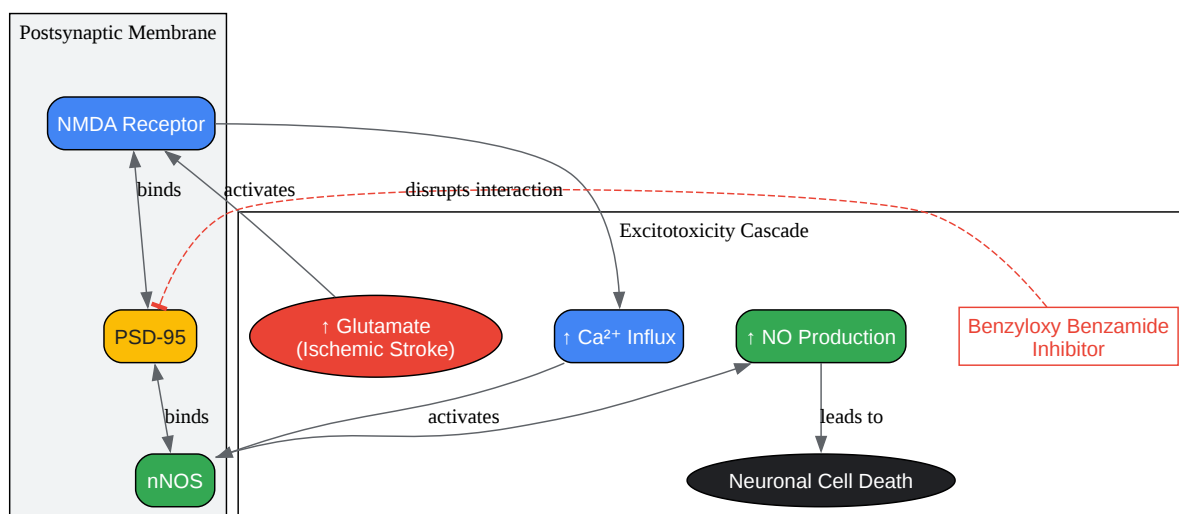 Postsynaptic Membrane
NMDA Receptor
binds
activates
disrupts interaction
Excitotoxicity Cascade
PSD-95
↑ Glutamate
(Ischemic Stroke)
↑ Ca²⁺ Influx
↑ NO Production
Benzyloxy Benzamide
Inhibitor
binds
activates
leads to
nNOS
Neuronal Cell Death